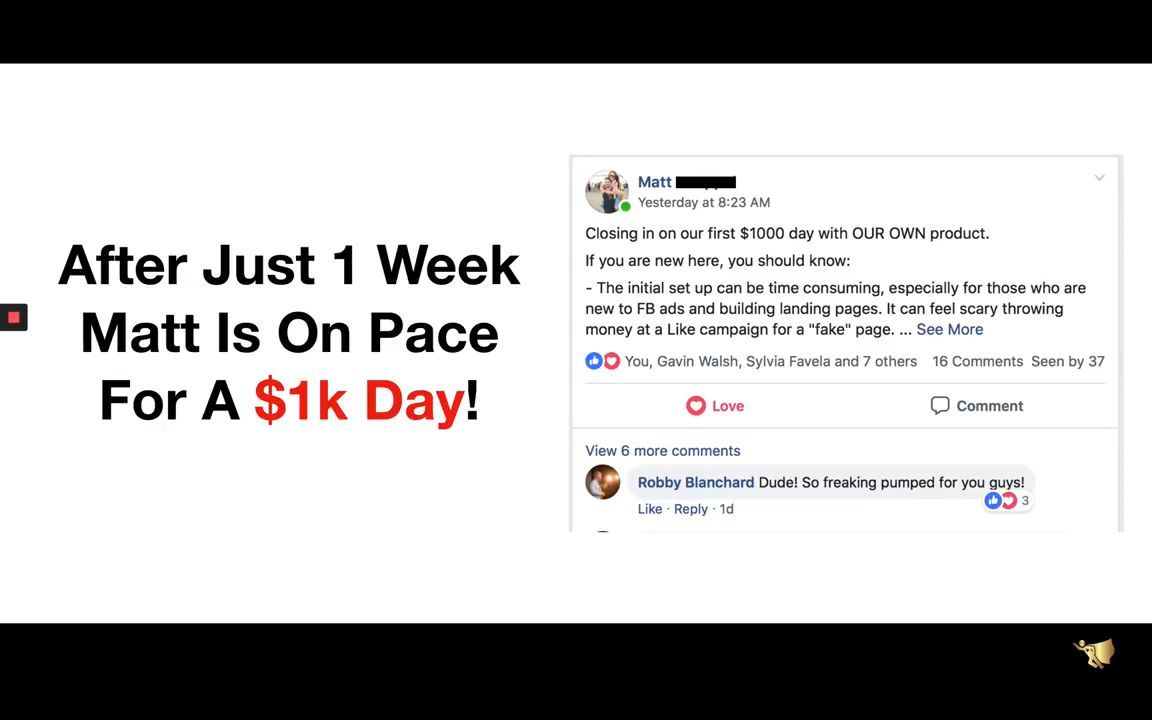 After Just 1 Week
Matt Is On Pace
For A $1k Day!
Matt
Yesterday at 8:23 AM
Closing in on our first $1000 day with OUR OWN product.
If you are new here, you should know:
- The initial set up can be time consuming, especially for those who are
new to FB ads and building landing pages. It can feel scary throwing
money at a Like campaign for a "fake" page. ... See More
You, Gavin Walsh, Sylvia Favela and 7 others 16 Comments Seen by 37
Love Comment
View 6 more comments
Robby Blanchard Dude! So freaking pumped for you guys!
3
Like · Reply · 1d